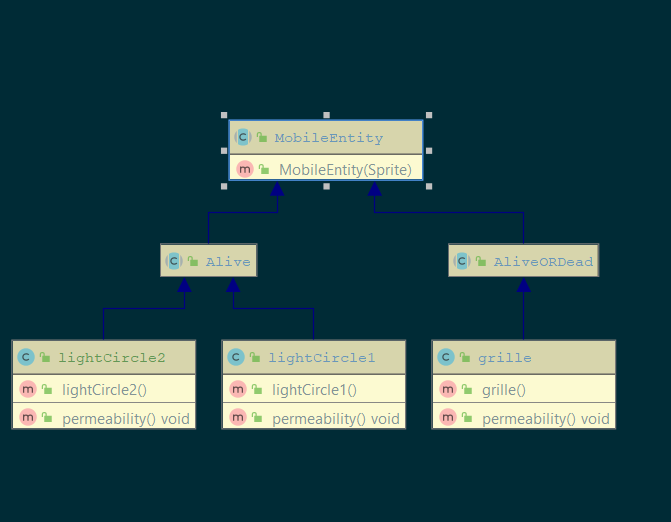 C MobileEntity
m MobileEntity(Sprite)
C Alive
C AliveORDead
C lightCircle2
m lightCircle2()
m permeability() void
C lightCircle1
m lightCircle1()
m permeability() void
C grille
m grille()
m permeability() void